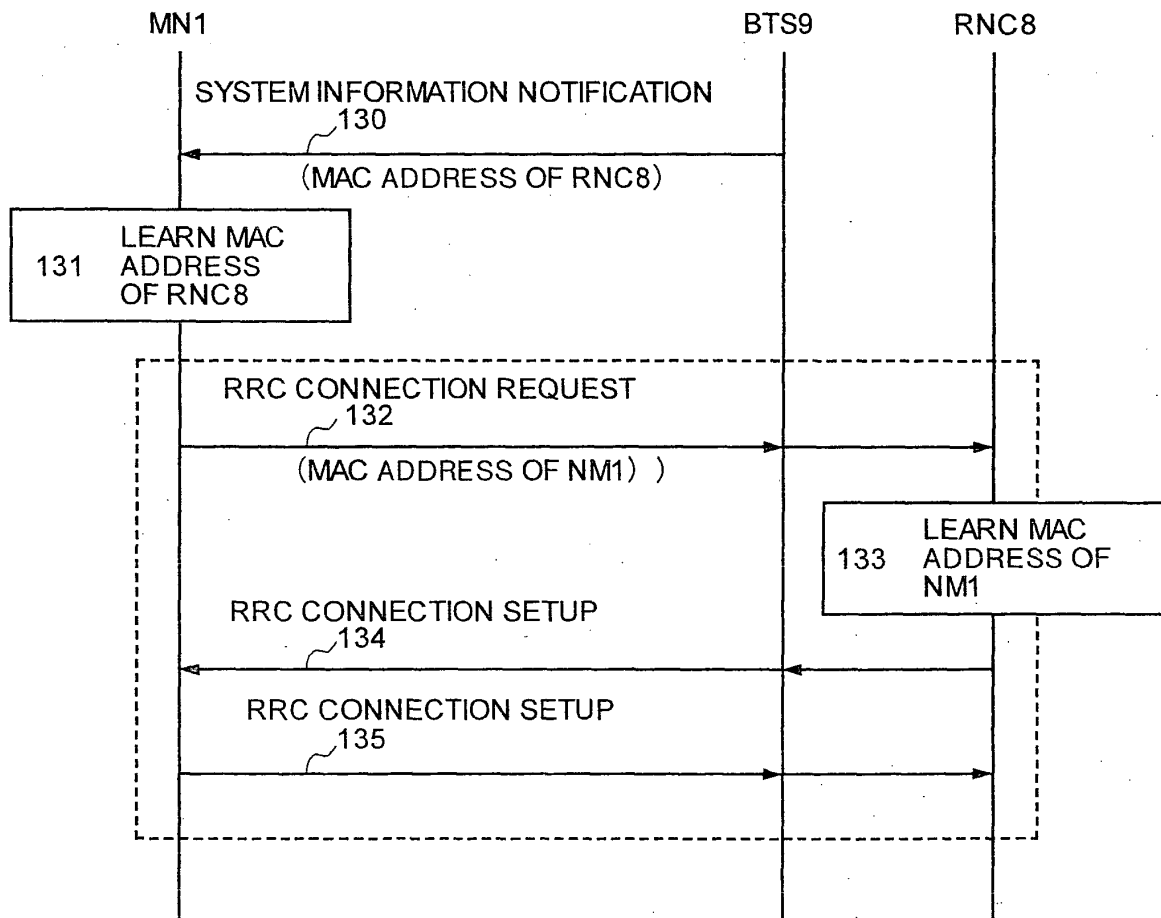 MN1 BTS9 RNC8
SYSTEM INFORMATION NOTIFICATION
130
(MAC ADDRESS OF RNC8)
131 LEARN MAC
ADDRESS
OF RNC8
RRC CONNECTION REQUEST
132
(MAC ADDRESS OF NM1) )
133 LEARN MAC
ADDRESS OF
NM1
RRC CONNECTION SETUP
134
RRC CONNECTION SETUP
135